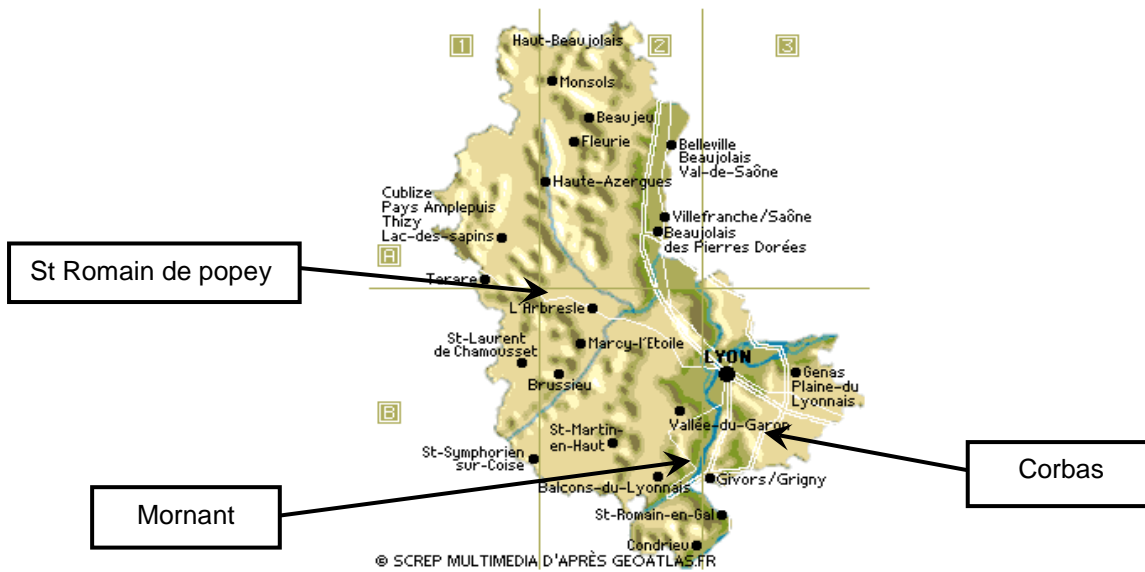 1
2
3
Haut-Beaujolais
Monsols
Beaujeu
Fleurie
Belleville
Beaujolais
Val-de-Saône
Haute-Azergues
Cublize
Pays Amplepuis
Thizy
Lac-des-sapins
Villefranche/Saône
Beaujolais
des Pierres Dorées
A
St Romain de popey
Tarare
L'Arbresle
St-Laurent
de Chamousset
Marcy-l'Etoile
LYON
Brussieu
Genas
Plaine-du
Lyonnais
B
Vallée-du-Garon
St-Martin-
en-Haut
St-Symphorien
sur-Coise
Corbas
Balcons-du-Lyonnais
Givors/Grigny
Mornant
St-Romain-en-Gal
Condrieu
© SCREP MULTIMEDIA D'APRÈS GEOATLAS.FR